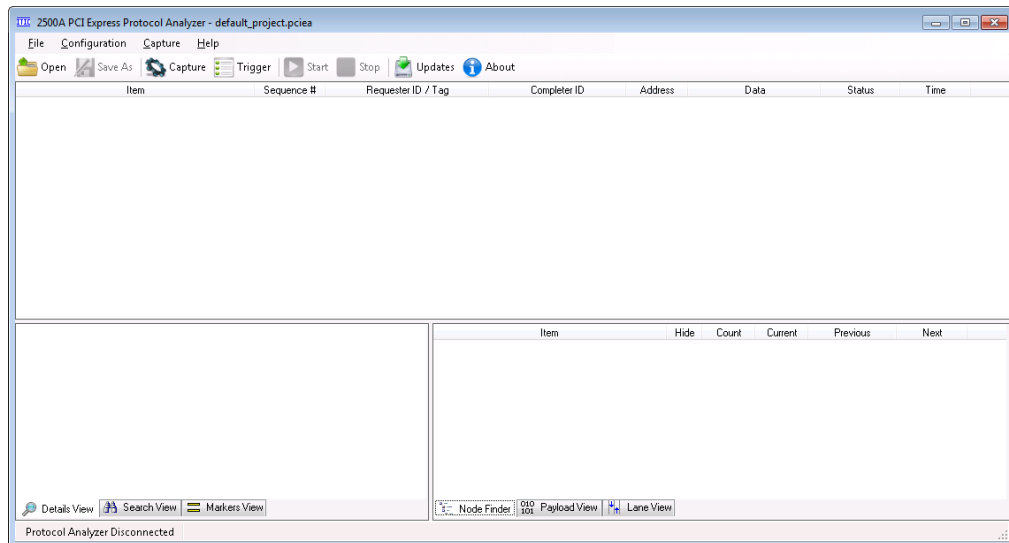 2500A PCI Express Protocol Analyzer - default_project.pciea
File Configuration Capture Help
Open Save As Capture Trigger Start Stop Updates About
Item Sequence # Requester ID / Tag Completer ID Address Data Status Time
Item Hide Count Current Previous Next
Details View Search View Markers View
010 101 Node Finder Payload View Lane View
Protocol Analyzer Disconnected